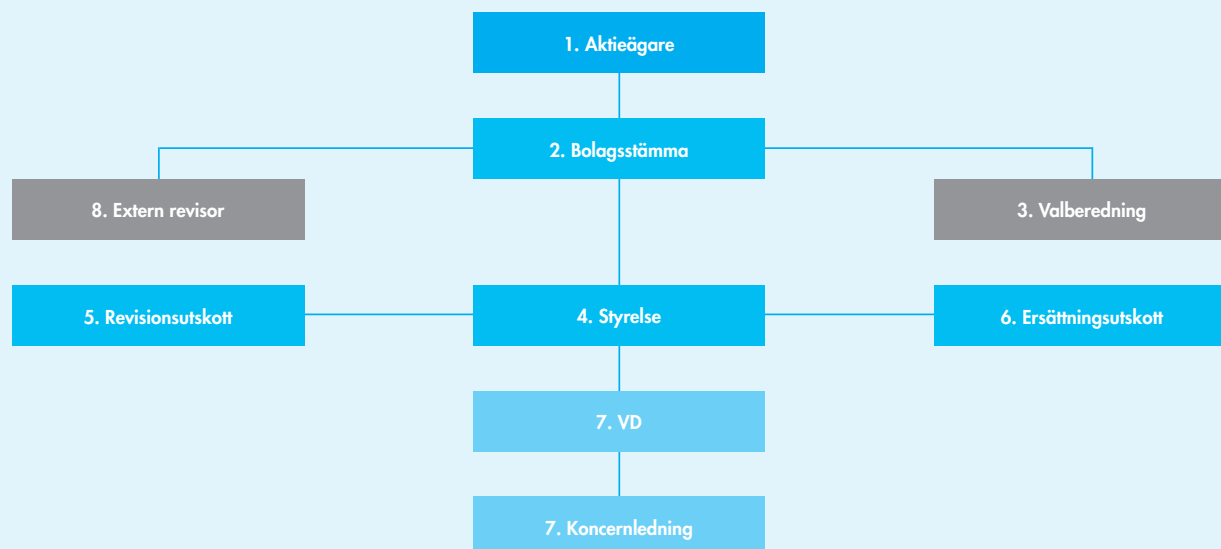 1. Aktieägare
2. Bolagsstämma
8. Extern revisor
3. Valberedning
5. Revisionsutskott
4. Styrelse
6. Ersättningsutskott
7. VD
7. Koncernledning